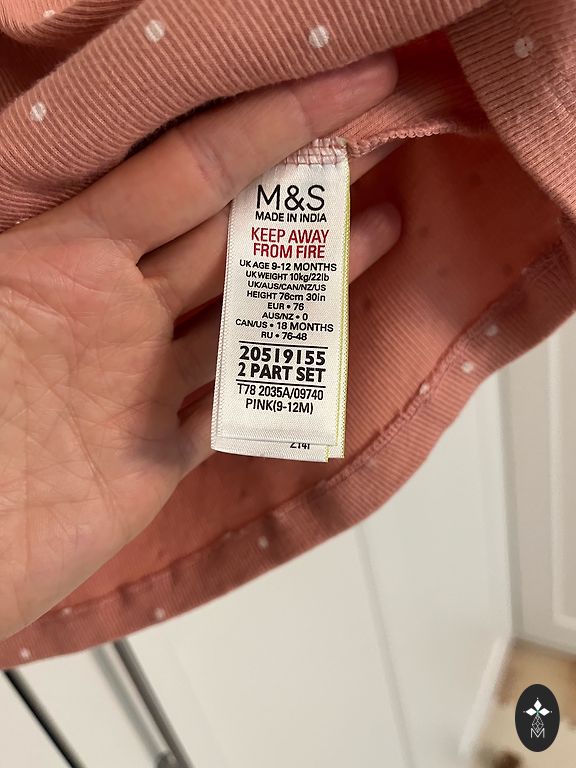 M&S
MADE IN INDIA
KEEP AWAY
FROM FIRE
UK AGE 9-12 MONTHS
UK WEIGHT 10kg/22lb
UK/AUS/CAN/NZ/US
HEIGHT 76cm 30in
EUR • 76
AUS/NZ • 0
CAN/US • 18 MONTHS
RU • 76-48
20519155
2 PART SET
T78 2035A/09740
PINK(9-12M)
M